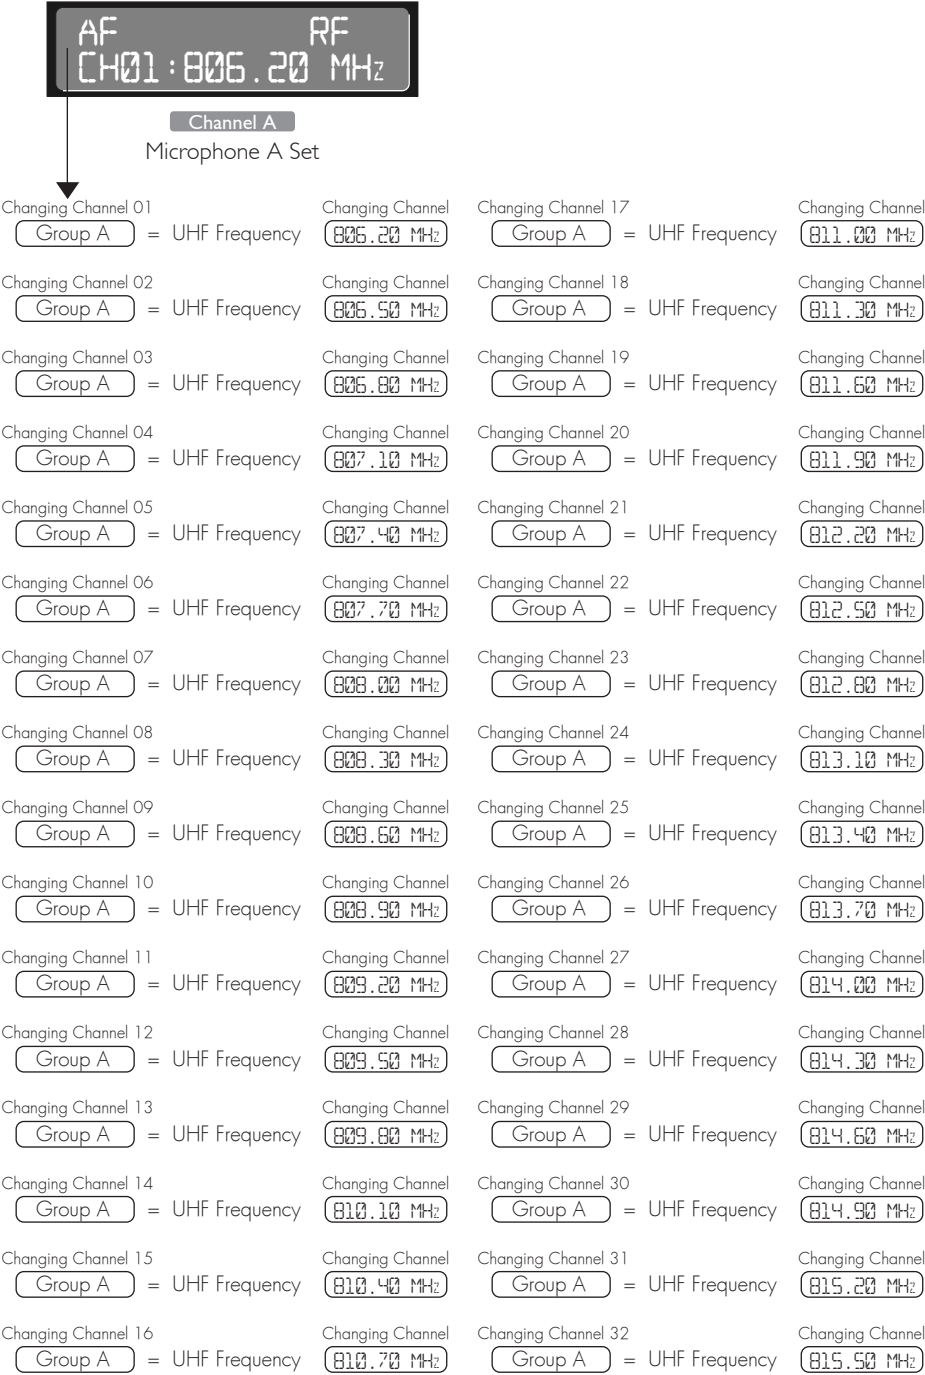 AF RF
CH01:806.20 MHz
Channel A
Microphone A Set
Changing Channel 01 Changing Channel
Group A = UHF Frequency 806.20 MHz
Changing Channel 02 Changing Channel
Group A = UHF Frequency 806.50 MHz
Changing Channel 03 Changing Channel
Group A = UHF Frequency 806.80 MHz
Changing Channel 04 Changing Channel
Group A = UHF Frequency 807.10 MHz
Changing Channel 05 Changing Channel
Group A = UHF Frequency 807.40 MHz
Changing Channel 06 Changing Channel
Group A = UHF Frequency 807.70 MHz
Changing Channel 07 Changing Channel
Group A = UHF Frequency 808.00 MHz
Changing Channel 08 Changing Channel
Group A = UHF Frequency 808.30 MHz
Changing Channel 09 Changing Channel
Group A = UHF Frequency 808.60 MHz
Changing Channel 10 Changing Channel
Group A = UHF Frequency 808.90 MHz
Changing Channel 11 Changing Channel
Group A = UHF Frequency 809.20 MHz
Changing Channel 12 Changing Channel
Group A = UHF Frequency 809.50 MHz
Changing Channel 13 Changing Channel
Group A = UHF Frequency 809.80 MHz
Changing Channel 14 Changing Channel
Group A = UHF Frequency 810.10 MHz
Changing Channel 15 Changing Channel
Group A = UHF Frequency 810.40 MHz
Changing Channel 16 Changing Channel
Group A = UHF Frequency 810.70 MHz
Changing Channel 17 Changing Channel
Group A = UHF Frequency 811.00 MHz
Changing Channel 18 Changing Channel
Group A = UHF Frequency 811.30 MHz
Changing Channel 19 Changing Channel
Group A = UHF Frequency 811.60 MHz
Changing Channel 20 Changing Channel
Group A = UHF Frequency 811.90 MHz
Changing Channel 21 Changing Channel
Group A = UHF Frequency 812.20 MHz
Changing Channel 22 Changing Channel
Group A = UHF Frequency 812.50 MHz
Changing Channel 23 Changing Channel
Group A = UHF Frequency 812.80 MHz
Changing Channel 24 Changing Channel
Group A = UHF Frequency 813.10 MHz
Changing Channel 25 Changing Channel
Group A = UHF Frequency 813.40 MHz
Changing Channel 26 Changing Channel
Group A = UHF Frequency 813.70 MHz
Changing Channel 27 Changing Channel
Group A = UHF Frequency 814.00 MHz
Changing Channel 28 Changing Channel
Group A = UHF Frequency 814.30 MHz
Changing Channel 29 Changing Channel
Group A = UHF Frequency 814.60 MHz
Changing Channel 30 Changing Channel
Group A = UHF Frequency 814.90 MHz
Changing Channel 31 Changing Channel
Group A = UHF Frequency 815.20 MHz
Changing Channel 32 Changing Channel
Group A = UHF Frequency 815.50 MHz